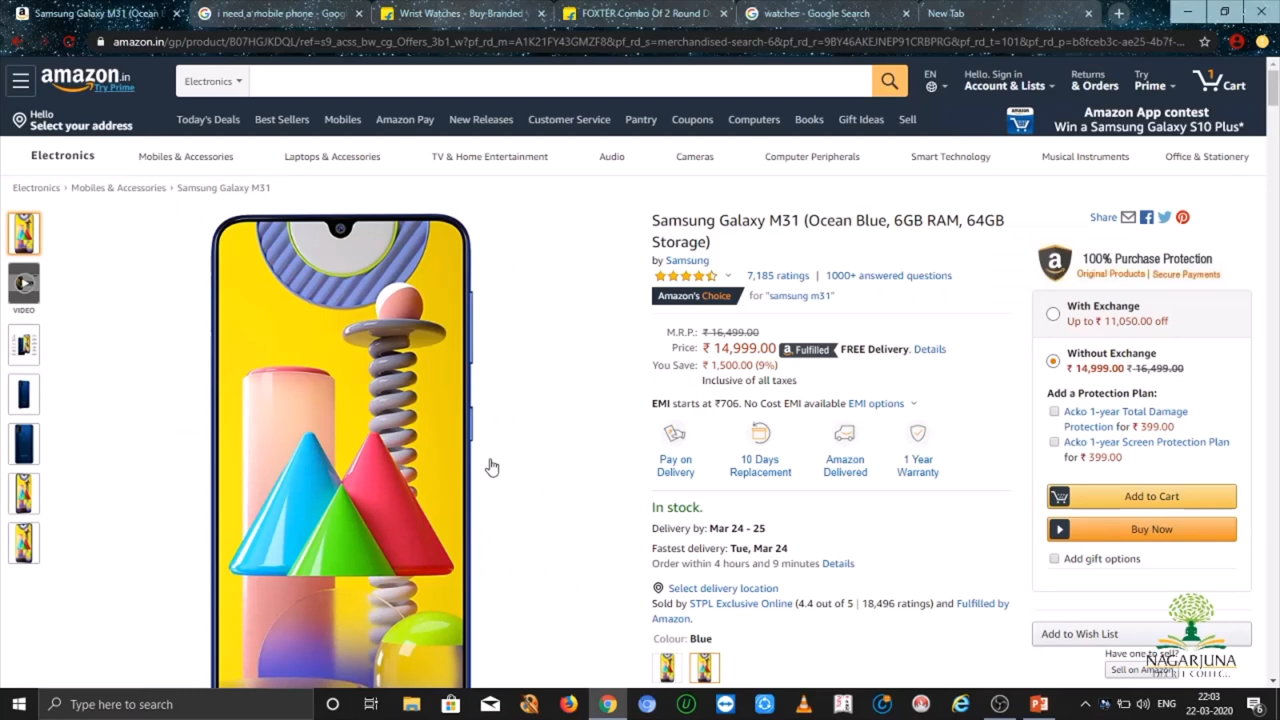 Samsung Galaxy M31 (Ocean
i need a mobile phone - Goog
Wrist Watches - Buy Branded
FOXTER Combo Of 2 Round D
watches - Google Search
New Tab
amazon.in/gp/product/B07HGJKDQL/ref=s9_acss_bw_cg_Offers_3b1_w?pf_rd_m=A1K21FY43GMZF8&pf_rd_s=merchandised-search-6&pf_rd_r=9BY46AKEJNEP91CRBPRG&pf_rd_t=101&pf_rd_p=b8fceb3c-ae25-4b7f-...
amazon.in
Try Prime
Electronics
EN
Hello. Sign in
Account & Lists
Returns
& Orders
Try
Prime
1
Cart
Hello
Select your address
Today's Deals Best Sellers Mobiles Amazon Pay New Releases Customer Service Pantry Coupons Computers Books Gift Ideas Sell
Amazon App contest
Win a Samsung Galaxy S10 Plus*
Electronics Mobiles & Accessories Laptops & Accessories TV & Home Entertainment Audio Cameras Computer Peripherals Smart Technology Musical Instruments Office & Stationery
Electronics › Mobiles & Accessories › Samsung Galaxy M31
VIDEO
Samsung Galaxy M31 (Ocean Blue, 6GB RAM, 64GB
Storage)
by Samsung
7,185 ratings | 1000+ answered questions
Amazon's Choice for "samsung m31"
M.R.P.: ₹ 16,499.00
Price: ₹ 14,999.00 a Fulfilled FREE Delivery. Details
You Save: ₹ 1,500.00 (9%)
Inclusive of all taxes
EMI starts at ₹706. No Cost EMI available EMI options
Pay on
Delivery
10 Days
Replacement
Amazon
Delivered
1 Year
Warranty
In stock.
Delivery by: Mar 24 - 25
Fastest delivery: Tue, Mar 24
Order within 4 hours and 9 minutes Details
Select delivery location
Sold by STPL Exclusive Online (4.4 out of 5 | 18,496 ratings) and Fulfilled by
Amazon.
Colour: Blue
Share
100% Purchase Protection
Original Products | Secure Payments
With Exchange
Up to ₹ 11,050.00 off
Without Exchange
₹ 14,999.00 ₹ 16,499.00
Add a Protection Plan:
Acko 1-year Total Damage
Protection for ₹ 399.00
Acko 1-year Screen Protection Plan
for ₹ 399.00
Add to Cart
Buy Now
Add gift options
Add to Wish List
Have one to sell?
Sell on Amazon
NAGARJUNA
Type here to search
ENG
22:03
22-03-2020
6